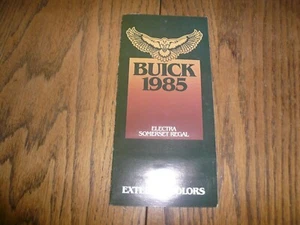 BUICK
1985
ELECTRA
SOMERSET REGAL
EXTERIOR COLORS